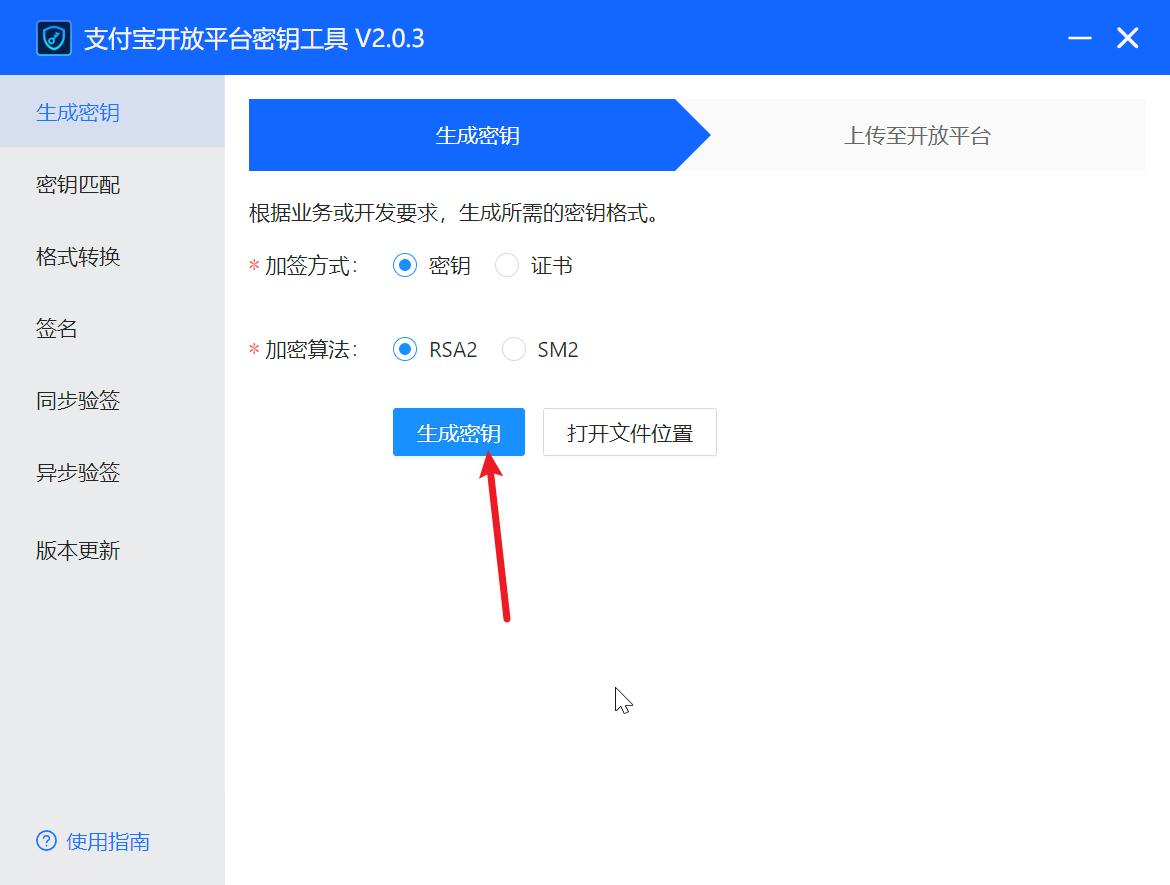 支付宝开放平台密钥工具 V2.0.3
生成密钥
密钥匹配
格式转换
签名
同步验签
异步验签
版本更新
使用指南
生成密钥
上传至开放平台
根据业务或开发要求，生成所需的密钥格式。
* 加签方式： 密钥 证书
* 加密算法： RSA2 SM2
生成密钥 打开文件位置